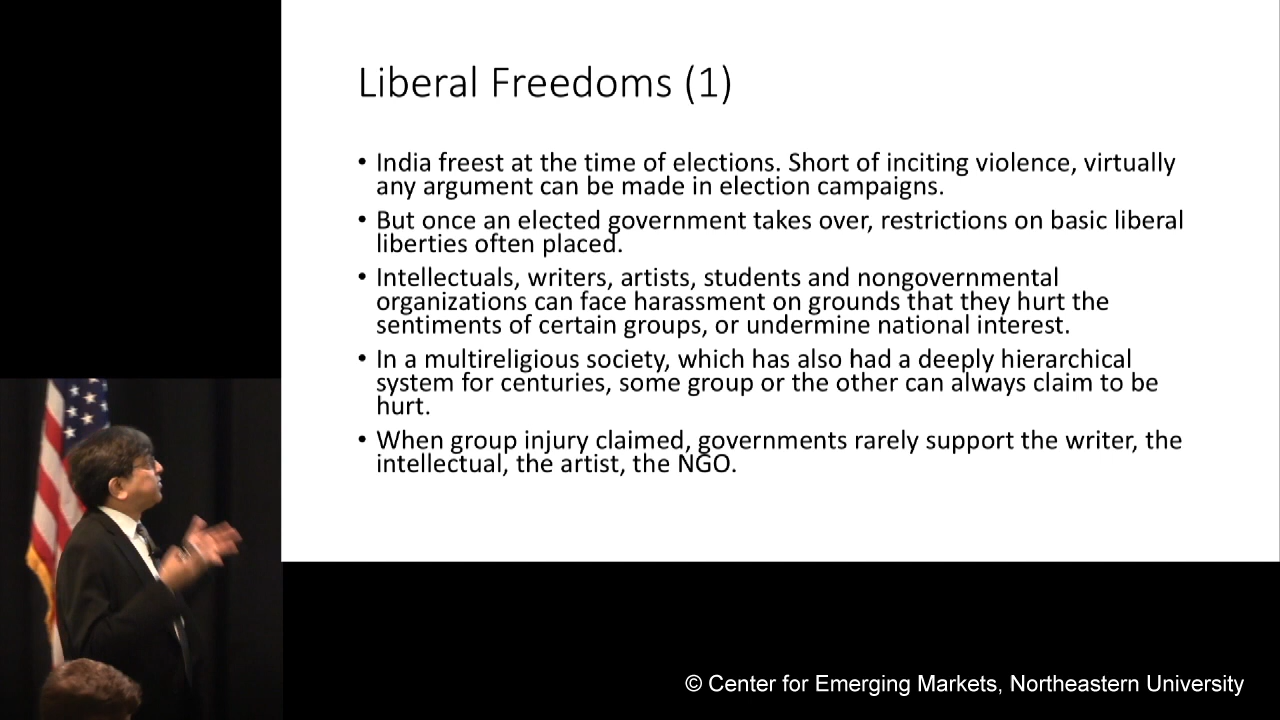 Liberal Freedoms (1)
• India freest at the time of elections. Short of inciting violence, virtually
any argument can be made in election campaigns.
• But once an elected government takes over, restrictions on basic liberal
liberties often placed.
• Intellectuals, writers, artists, students and nongovernmental
organizations can face harassment on grounds that they hurt the
sentiments of certain groups, or undermine national interest.
• In a multireligious society, which has also had a deeply hierarchical
system for centuries, some group or the other can always claim to be
hurt.
• When group injury claimed, governments rarely support the writer, the
intellectual, the artist, the NGO.
© Center for Emerging Markets, Northeastern University